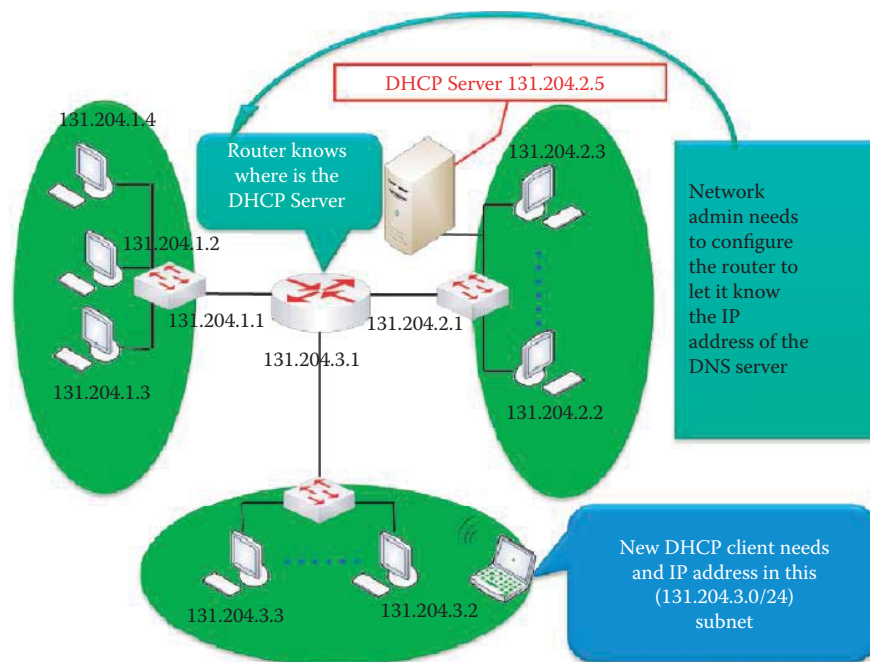 DHCP Server 131.204.2.5
131.204.1.4
Router knows
where is the
DHCP Server
131.204.2.3
Network
admin needs
to configure
the router to
let it know
the IP
address of the
DNS server
131.204.1.2
131.204.1.1
131.204.2.1
131.204.3.1
131.204.1.3
131.204.2.2
New DHCP client needs
and IP address in this
(131.204.3.0/24)
subnet
131.204.3.3
131.204.3.2